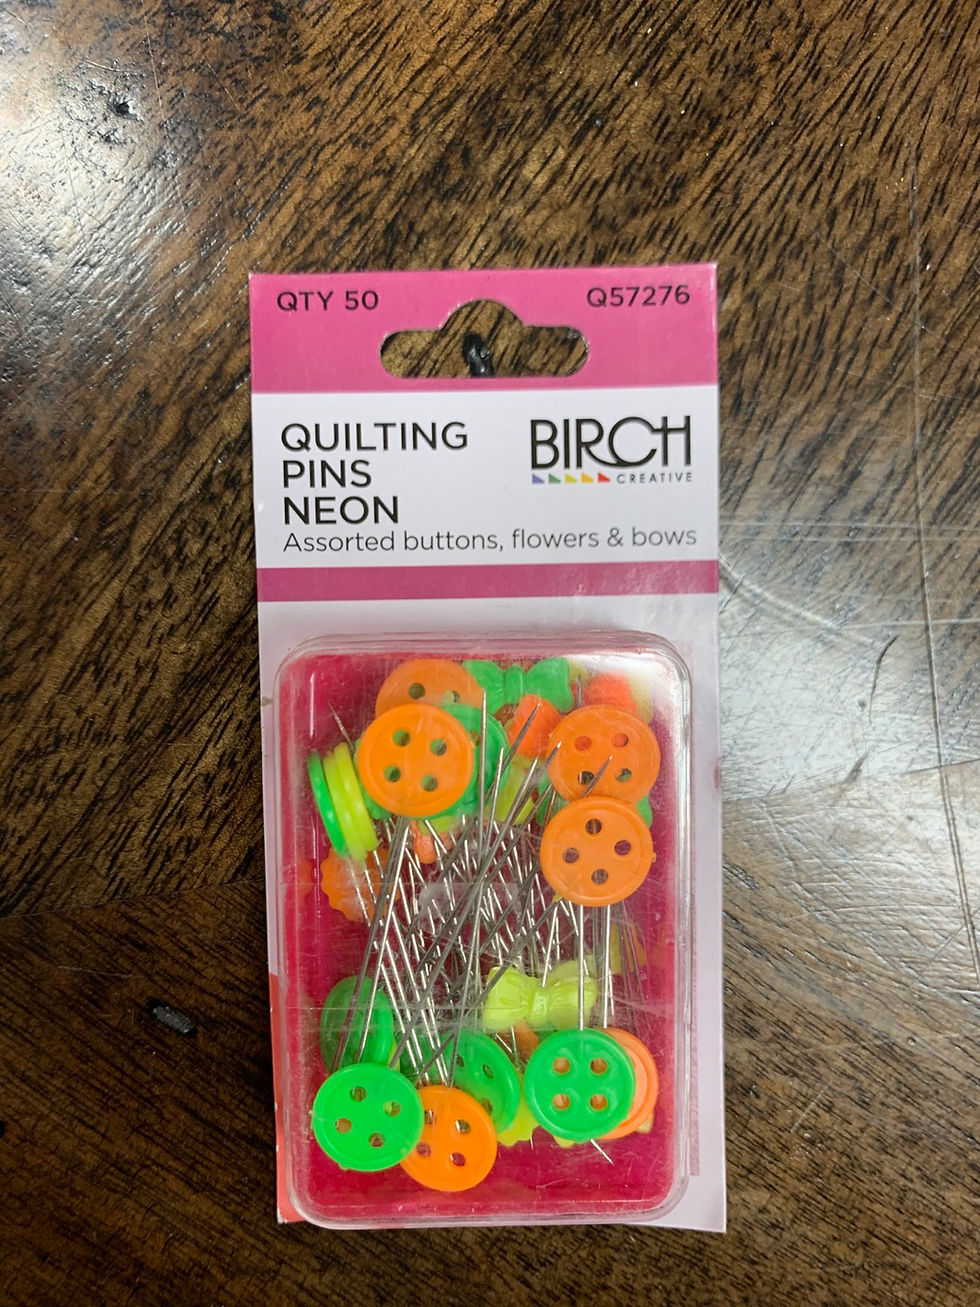 QTY 50
Q57276
QUILTING
PINS
NEON
BIRCH
CREATIVE
Assorted buttons, flowers & bows